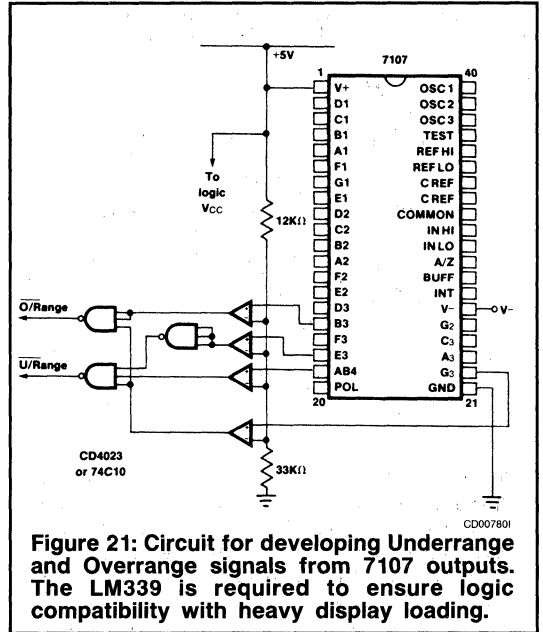 +5V
7107
1
40
V+
OSC 1
D1
OSC 2
C1
OSC 3
B1
TEST
A1
REF HI
F1
REF LO
G1
C REF
E1
C REF
D2
COMMON
C2
IN HI
B2
IN LO
A2
A/Z
F2
BUFF
E2
INT
D3
V-
V-
B3
G2
F3
C3
E3
A3
AB4
G3
POL
GND
20
21
To
logic
VCC
12KΩ
O/Range
U/Range
CD4023
or 74C10
33KΩ
CD00780I
Figure 21: Circuit for developing Underrange
and Overrange signals from 7107 outputs.
The LM339 is required to ensure logic
compatibility with heavy display loading.